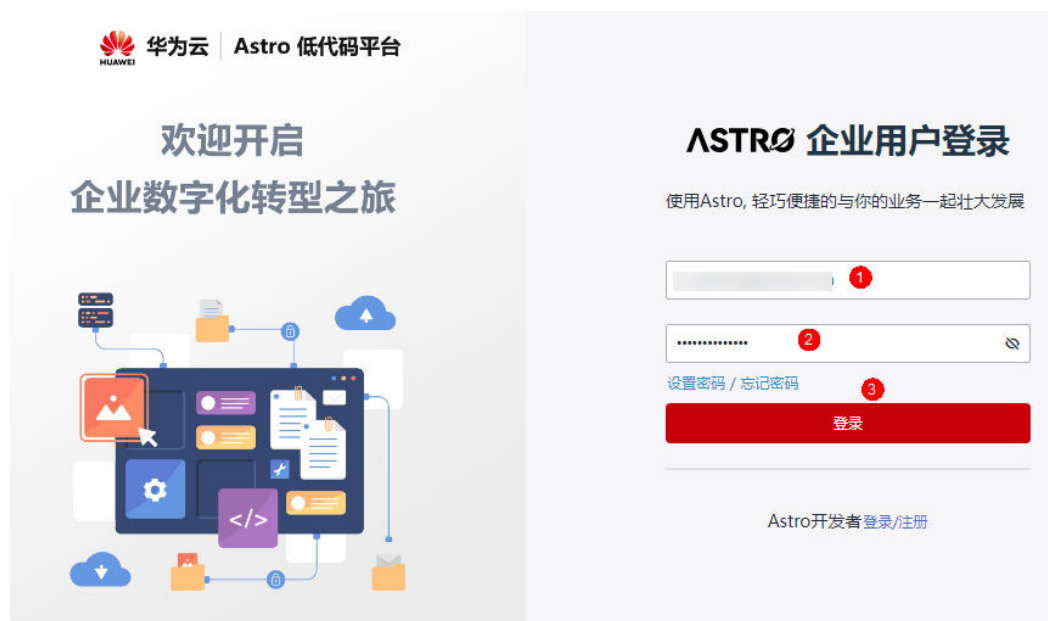 HUAWEI
华为云 Astro 低代码平台
欢迎开启
企业数字化转型之旅
</>
ASTRO 企业用户登录
使用Astro, 轻巧便捷的与你的业务一起壮大发展
1
2
设置密码 / 忘记密码
3
登录
Astro开发者登录/注册